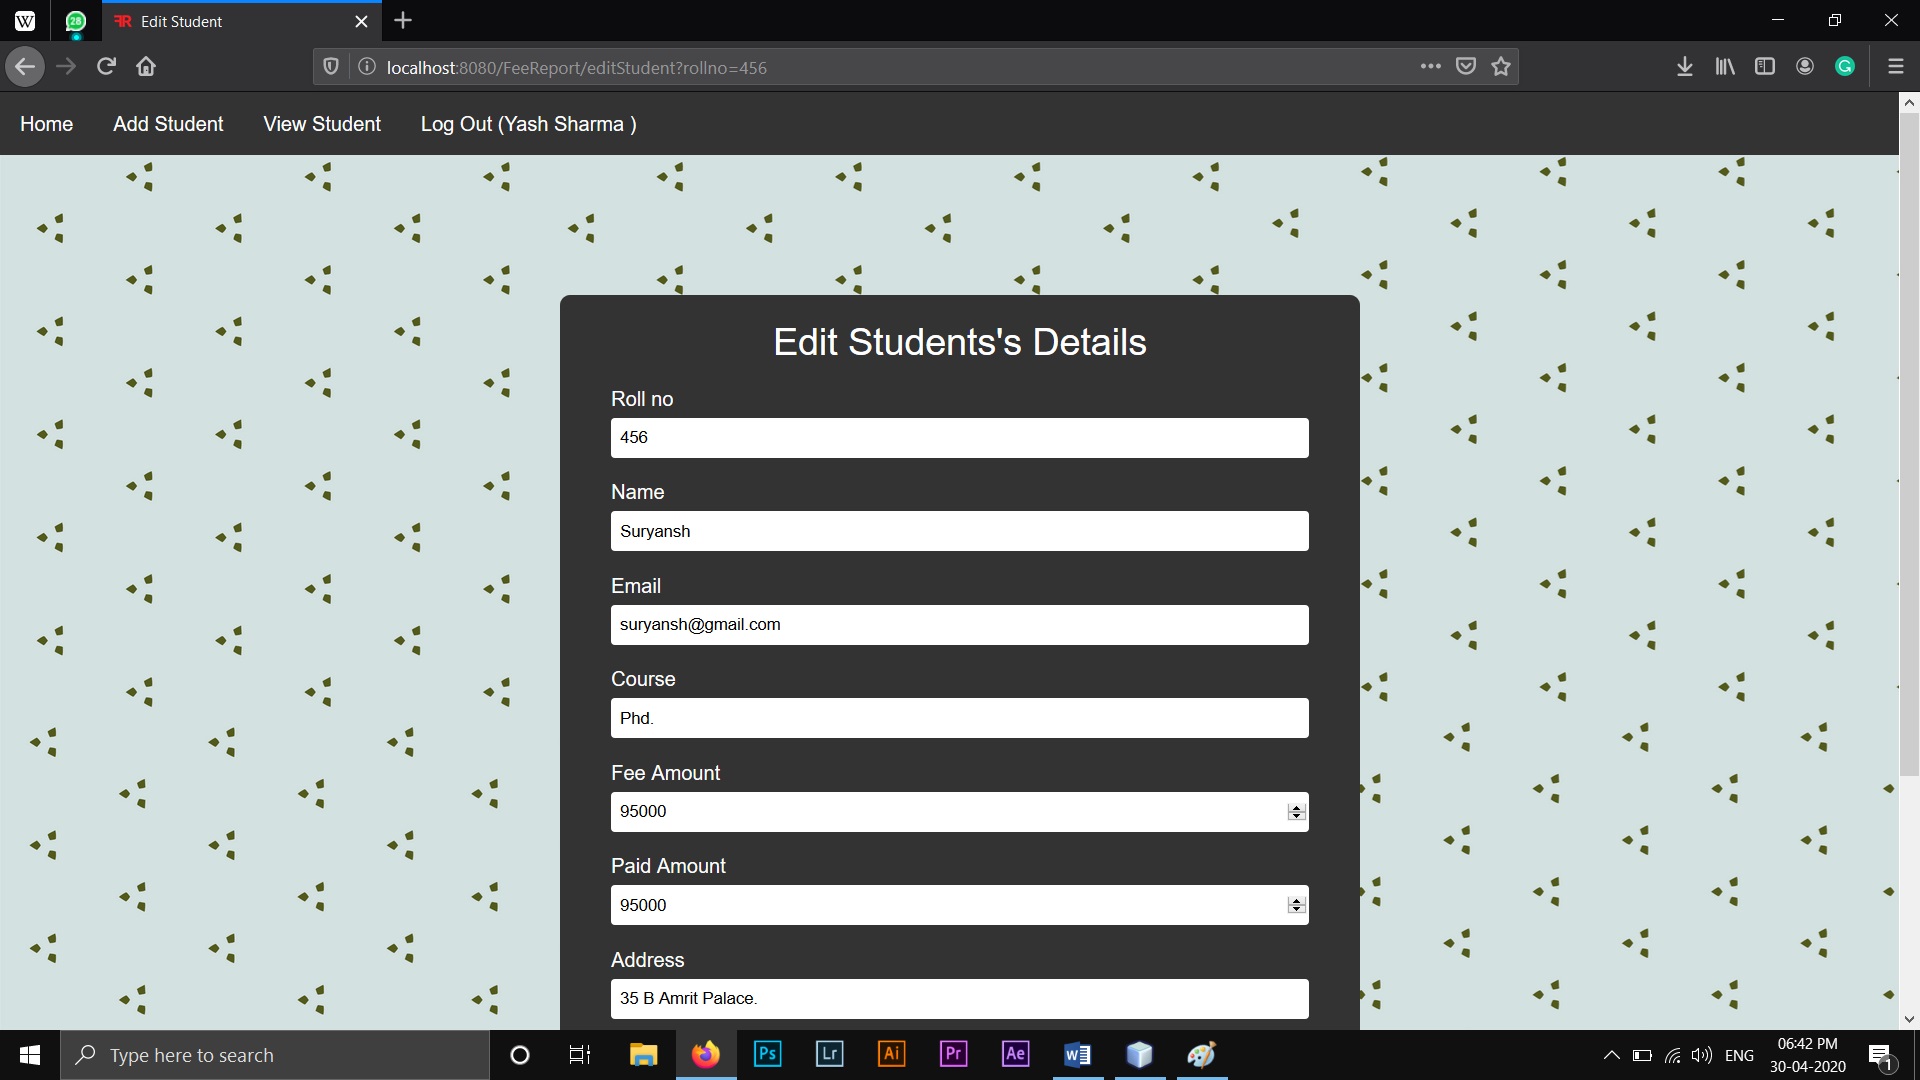 W
28
FR Edit Student
localhost:8080/FeeReport/editStudent?rollno=456
G
Home Add Student View Student Log Out (Yash Sharma )
Edit Students's Details
Roll no
456
Name
Suryansh
Email
suryansh@gmail.com
Course
Phd.
Fee Amount
95000
Paid Amount
95000
Address
35 B Amrit Palace.
Type here to search
Ps Lr Ai Pr Ae W
ENG
06:42 PM
30-04-2020
1